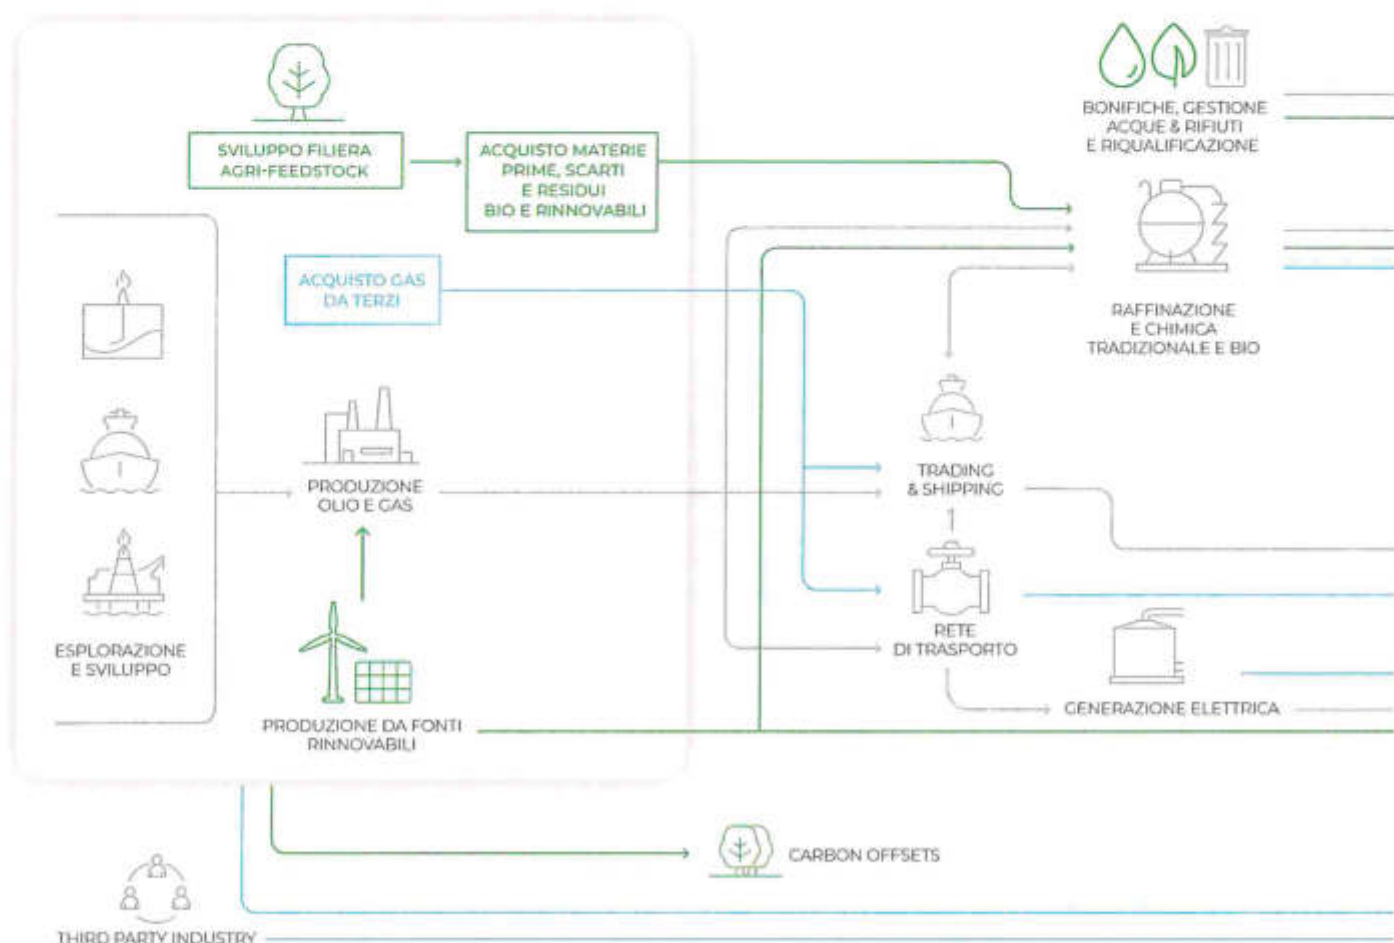 SVILUPPO FILIERA
AGRI-FEEDSTOCK
ACQUISTO MATERIE
PRIME, SCARTI
E RESIDUI
BIO E RINNOVABILI
BONIFICHE, GESTIONE
ACQUE & RIFIUTI
E RIQUALIFICAZIONE
ACQUISTO GAS
DA TERZI
RAFFINAZIONE
E CHIMICA
TRADIZIONALE E BIO
PRODUZIONE
OLIO E GAS
TRADING
& SHIPPING
ESPLORAZIONE
E SVILUPPO
RETE
DI TRASPORTO
GENERAZIONE ELETTRICA
PRODUZIONE DA FONTI
RINNOVABILI
CARBON OFFSETS
THIRD PARTY INDUSTRY